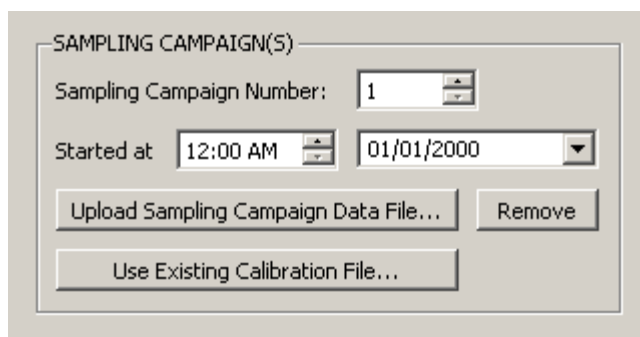 SAMPLING CAMPAIGN(S)
Sampling Campaign Number: 1
Started at 12:00 AM 01/01/2000
Upload Sampling Campaign Data File... Remove
Use Existing Calibration File...